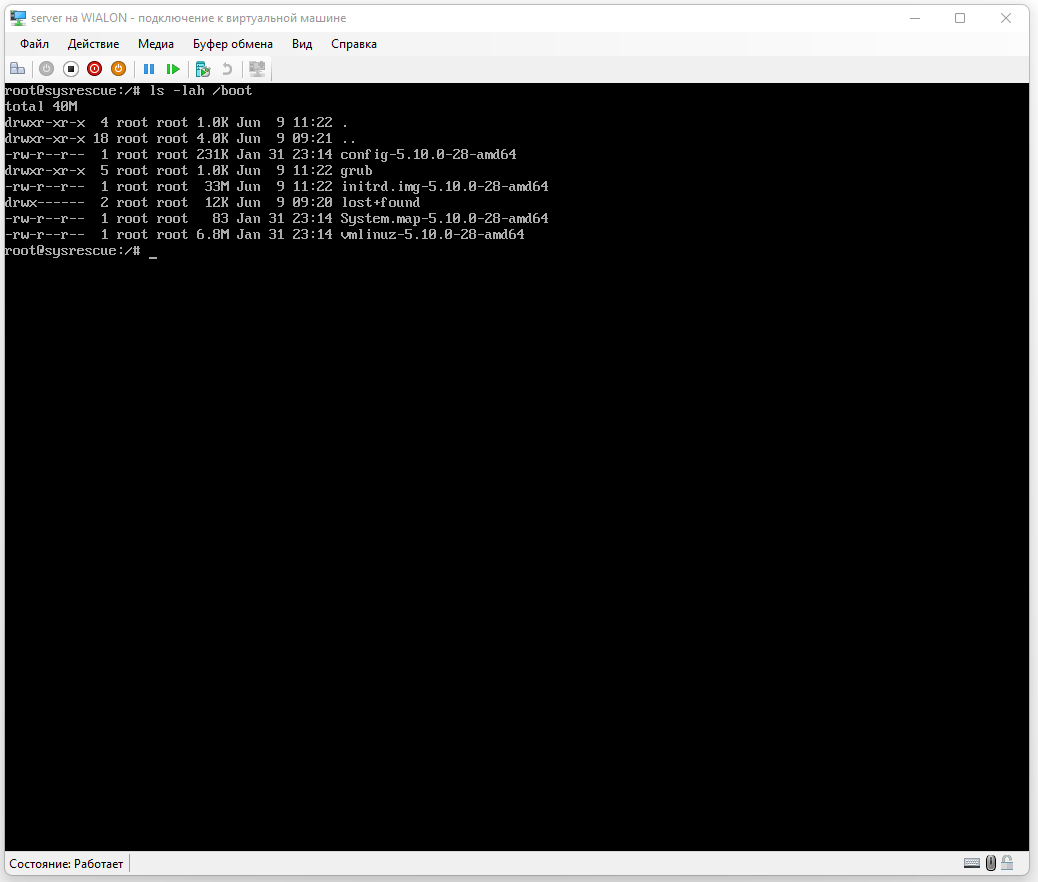 server на WIALON - подключение к виртуальной машине
Файл Действие Медиа Буфер обмена Вид Справка
root@sysrescue:/# ls -lah /boot
total 40M
drwxr-xr-x  4 root root 1.0K Jun  9 11:22 .
drwxr-xr-x 18 root root 4.0K Jun  9 09:21 ..
-rw-r--r--  1 root root 231K Jan 31 23:14 config-5.10.0-28-amd64
drwxr-xr-x  5 root root 1.0K Jun  9 11:22 grub
-rw-r--r--  1 root root  33M Jun  9 11:22 initrd.img-5.10.0-28-amd64
drwx------  2 root root  12K Jun  9 09:20 lost+found
-rw-r--r--  1 root root   83 Jan 31 23:14 System.map-5.10.0-28-amd64
-rw-r--r--  1 root root 6.8M Jan 31 23:14 vmlinuz-5.10.0-28-amd64
root@sysrescue:/# _
Состояние: Работает